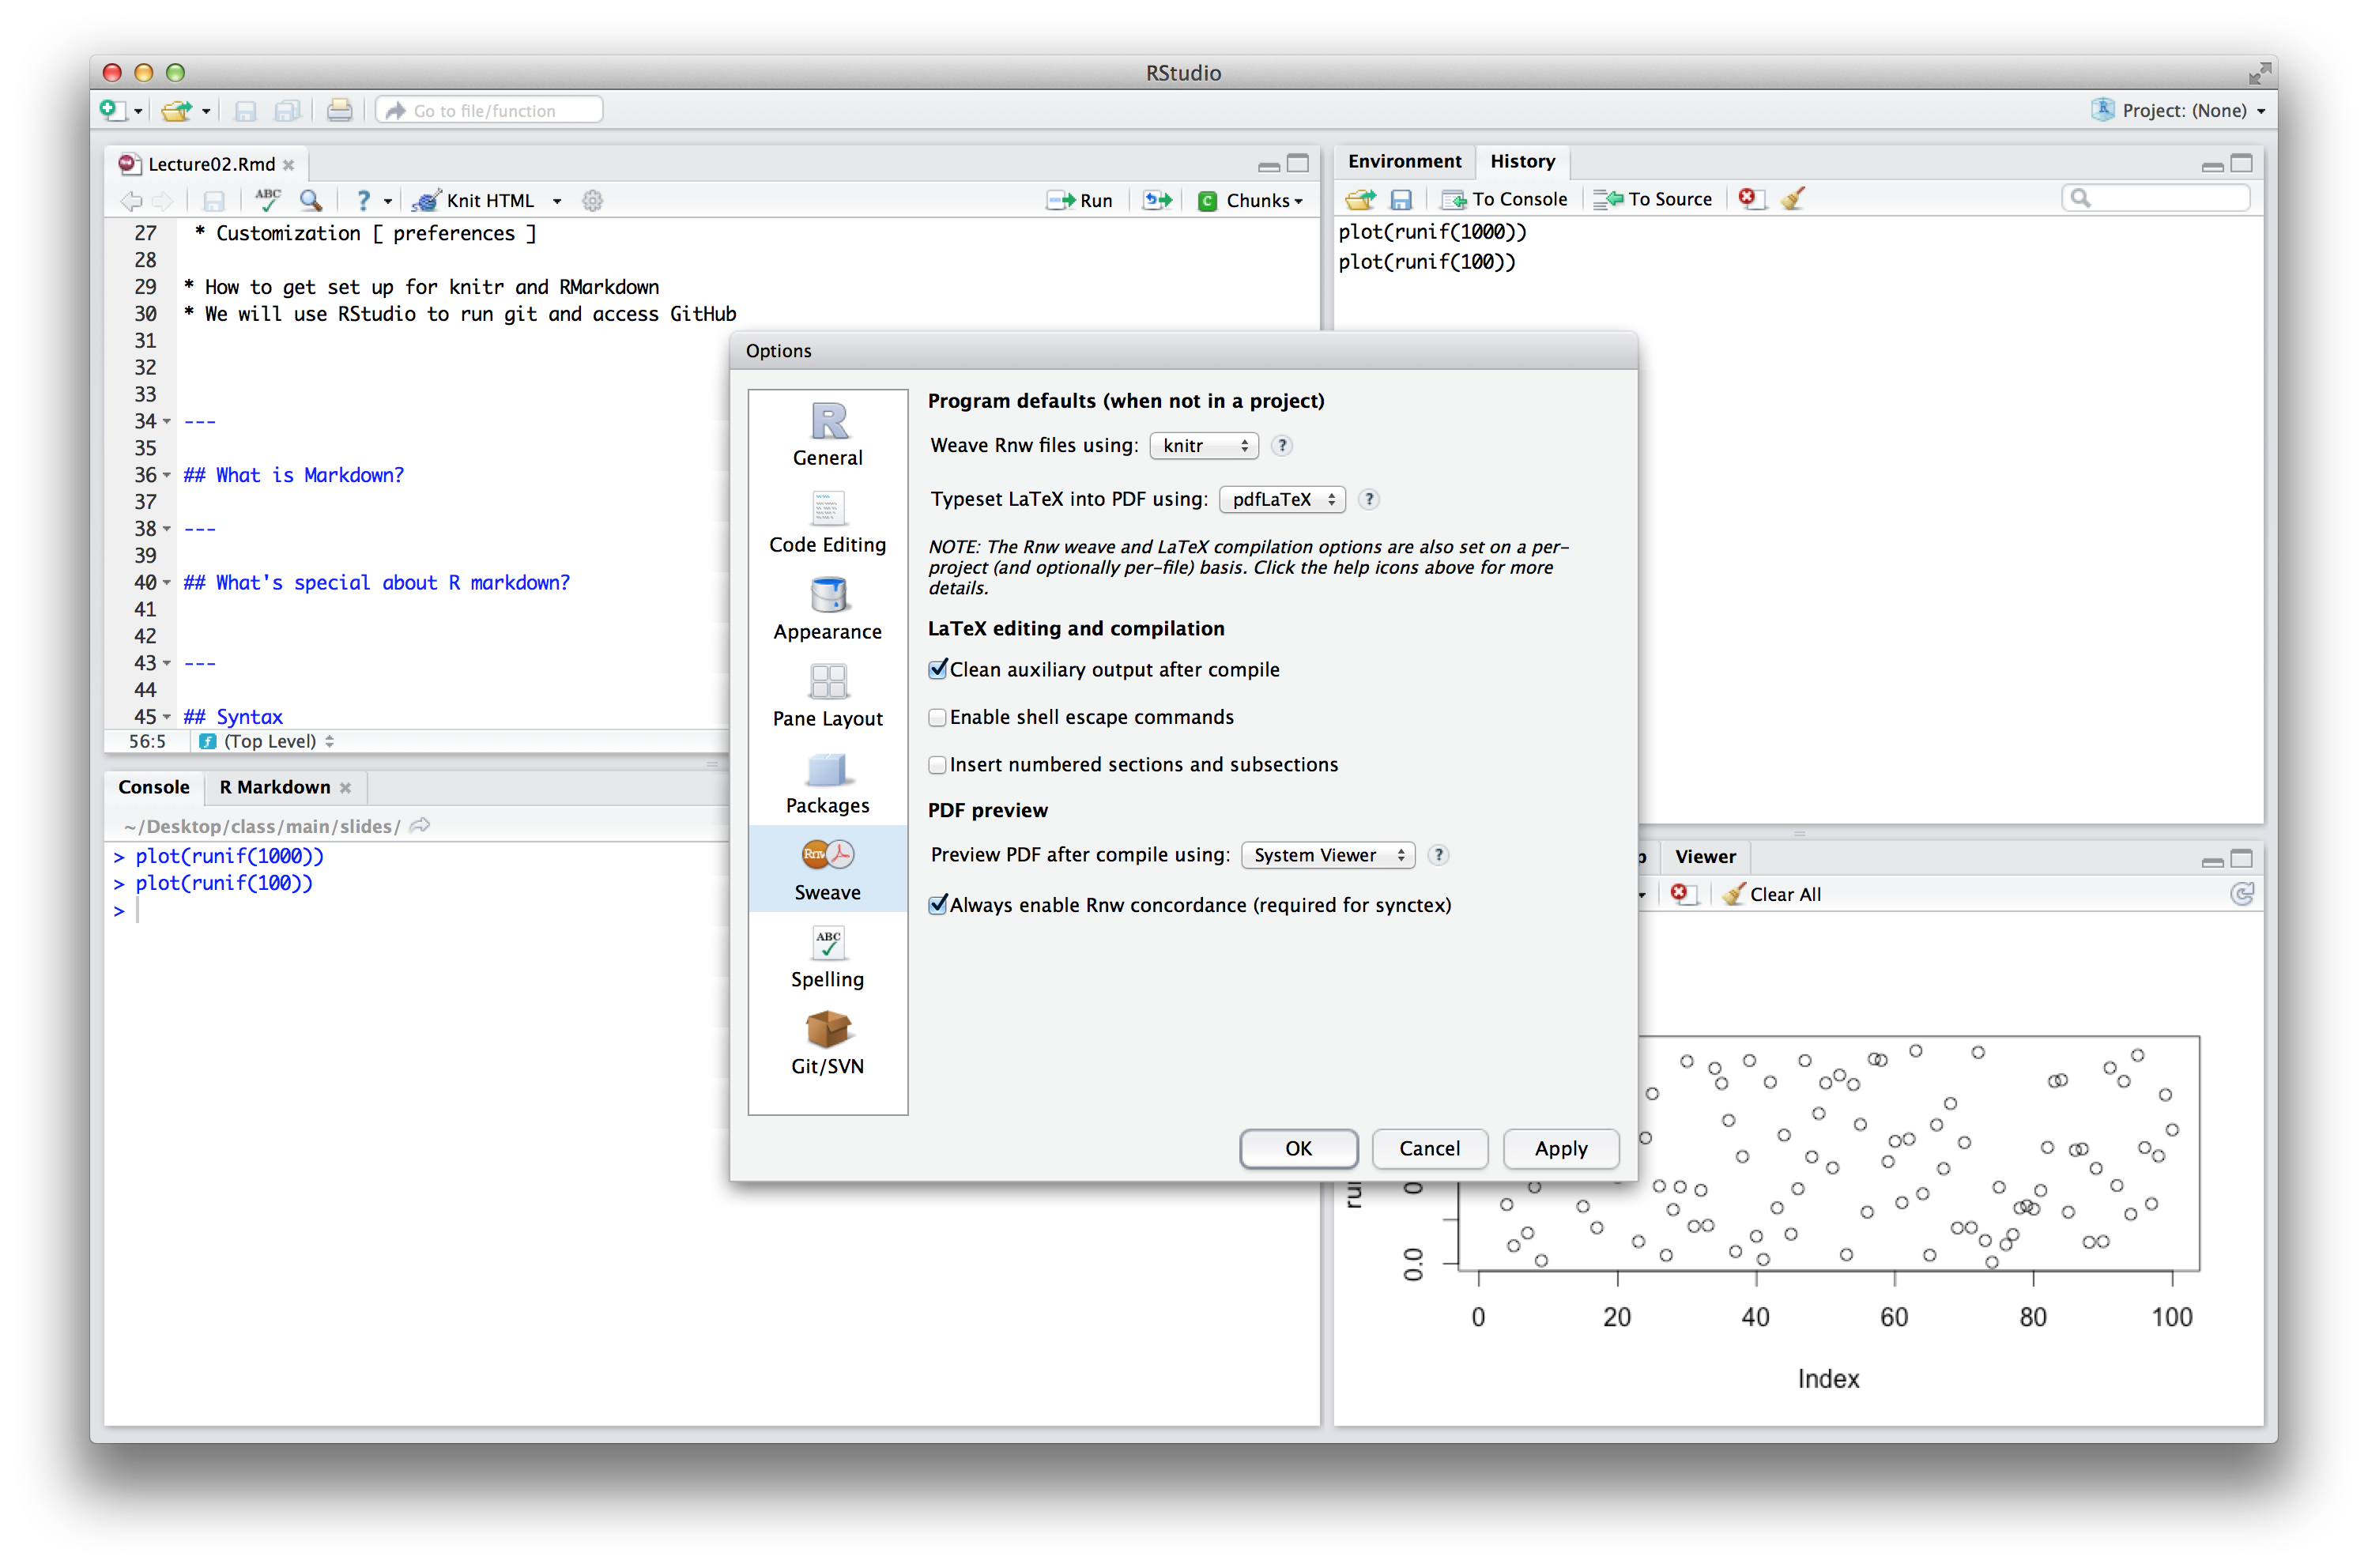 RStudio
Go to file/function
Project: (None)
Lecture02.Rmd
ABC
? Knit HTML
Run
C Chunks
27 * Customization [ preferences ]
28
29 * How to get set up for knitr and RMarkdown
30 * We will use RStudio to run git and access GitHub
31
32
33
34 ---
35
36 ## What is Markdown?
37
38 ---
39
40 ## What's special about R markdown?
41
42
43 ---
44
45 ## Syntax
56:5 (Top Level)
Console R Markdown
~/Desktop/class/main/slides/
> plot(runif(1000))
> plot(runif(100))
>
Environment History
To Console To Source
plot(runif(1000))
plot(runif(100))
Options
R
General
Code Editing
Appearance
Pane Layout
Packages
Rnw
Sweave
ABC
Spelling
Git/SVN
Program defaults (when not in a project)
Weave Rnw files using: knitr ?
Typeset LaTeX into PDF using: pdfLaTeX ?
NOTE: The Rnw weave and LaTeX compilation options are also set on a per-
project (and optionally per-file) basis. Click the help icons above for more
details.
LaTeX editing and compilation
Clean auxiliary output after compile
Enable shell escape commands
Insert numbered sections and subsections
PDF preview
Preview PDF after compile using: System Viewer ?
Always enable Rnw concordance (required for synctex)
OK Cancel Apply
Viewer
Clear All
0.0
0 20 40 60 80 100
Index